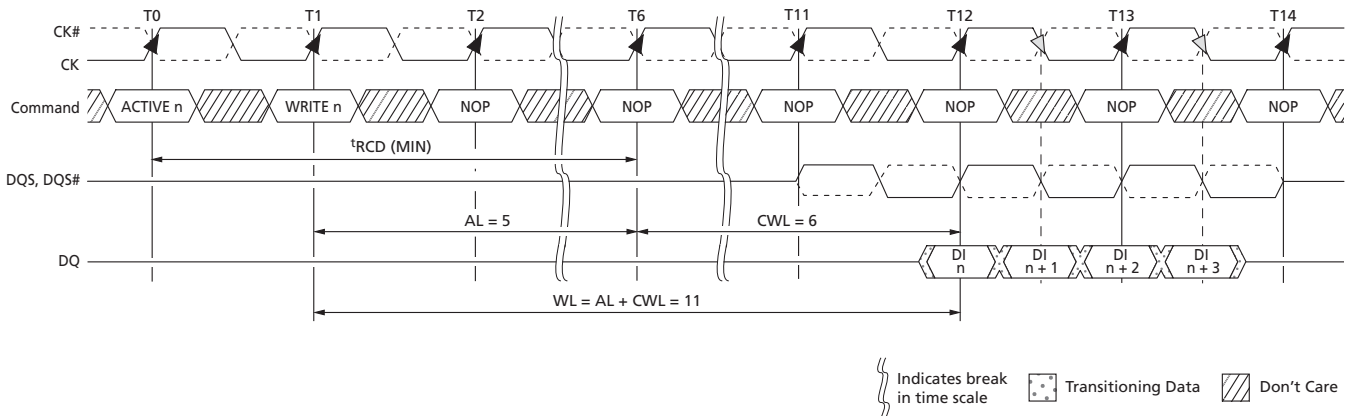 T0 T1 T2 T6 T11 T12 T13 T14
CK#
CK
Command ACTIVE n WRITE n NOP NOP NOP NOP NOP NOP
tRCD (MIN)
DQS, DQS#
AL = 5 CWL = 6
DQ DI n DI n + 1 DI n + 2 DI n + 3
WL = AL + CWL = 11
Indicates break
in time scale
Transitioning Data
Don't Care